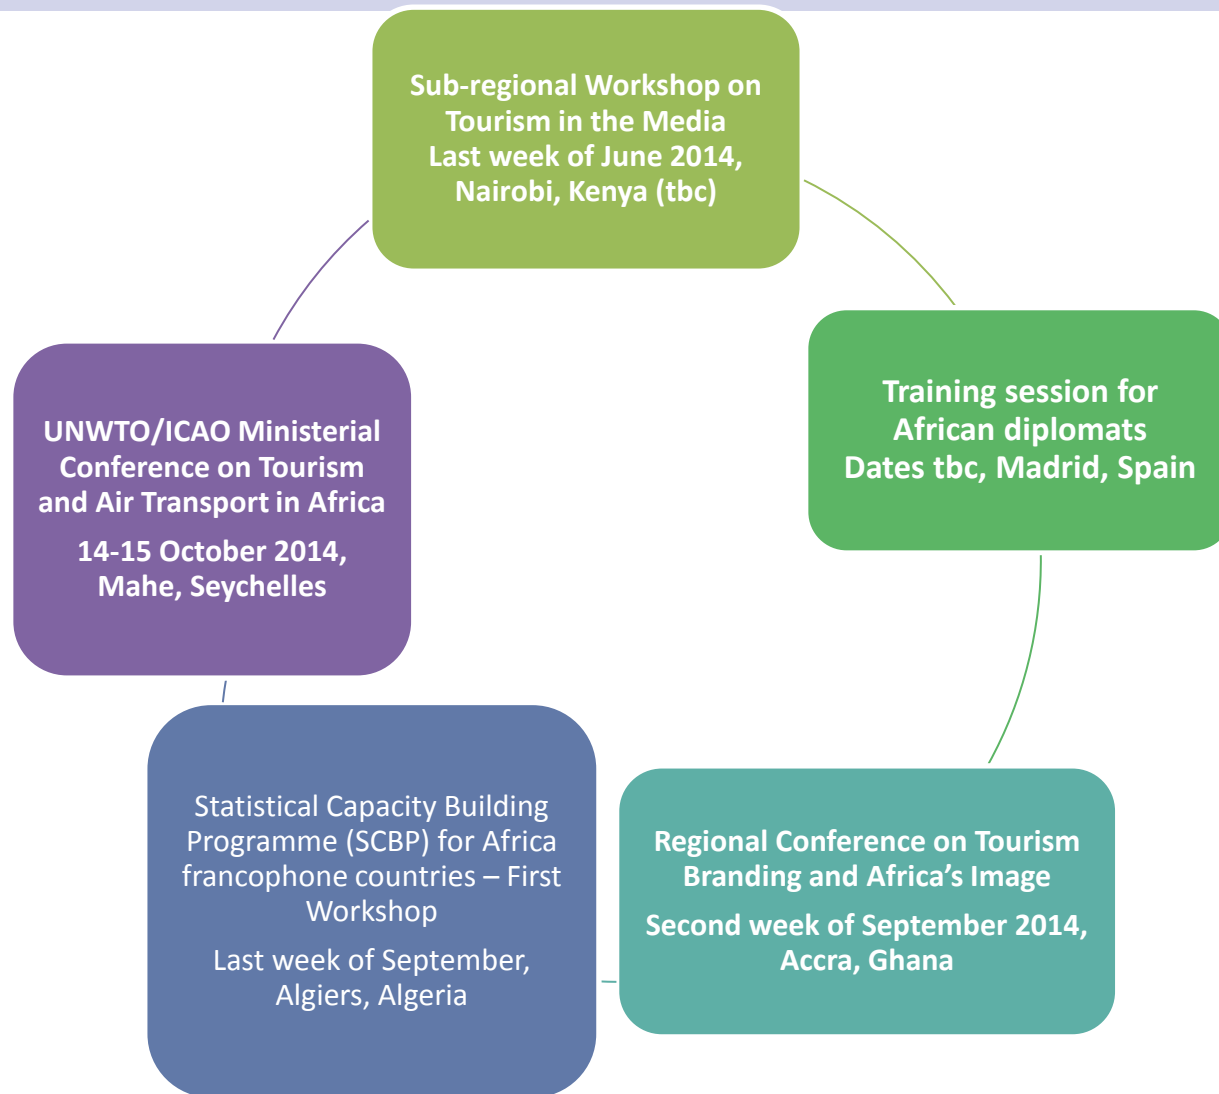 Sub-regional Workshop on
Tourism in the Media
Last week of June 2014,
Nairobi, Kenya (tbc)
Training session for
African diplomats
Dates tbc, Madrid, Spain
Regional Conference on Tourism
Branding and Africa’s Image
Second week of September 2014,
Accra, Ghana
Statistical Capacity Building
Programme (SCBP) for Africa
francophone countries – First
Workshop
Last week of September,
Algiers, Algeria
UNWTO/ICAO Ministerial
Conference on Tourism
and Air Transport in Africa
14-15 October 2014,
Mahe, Seychelles